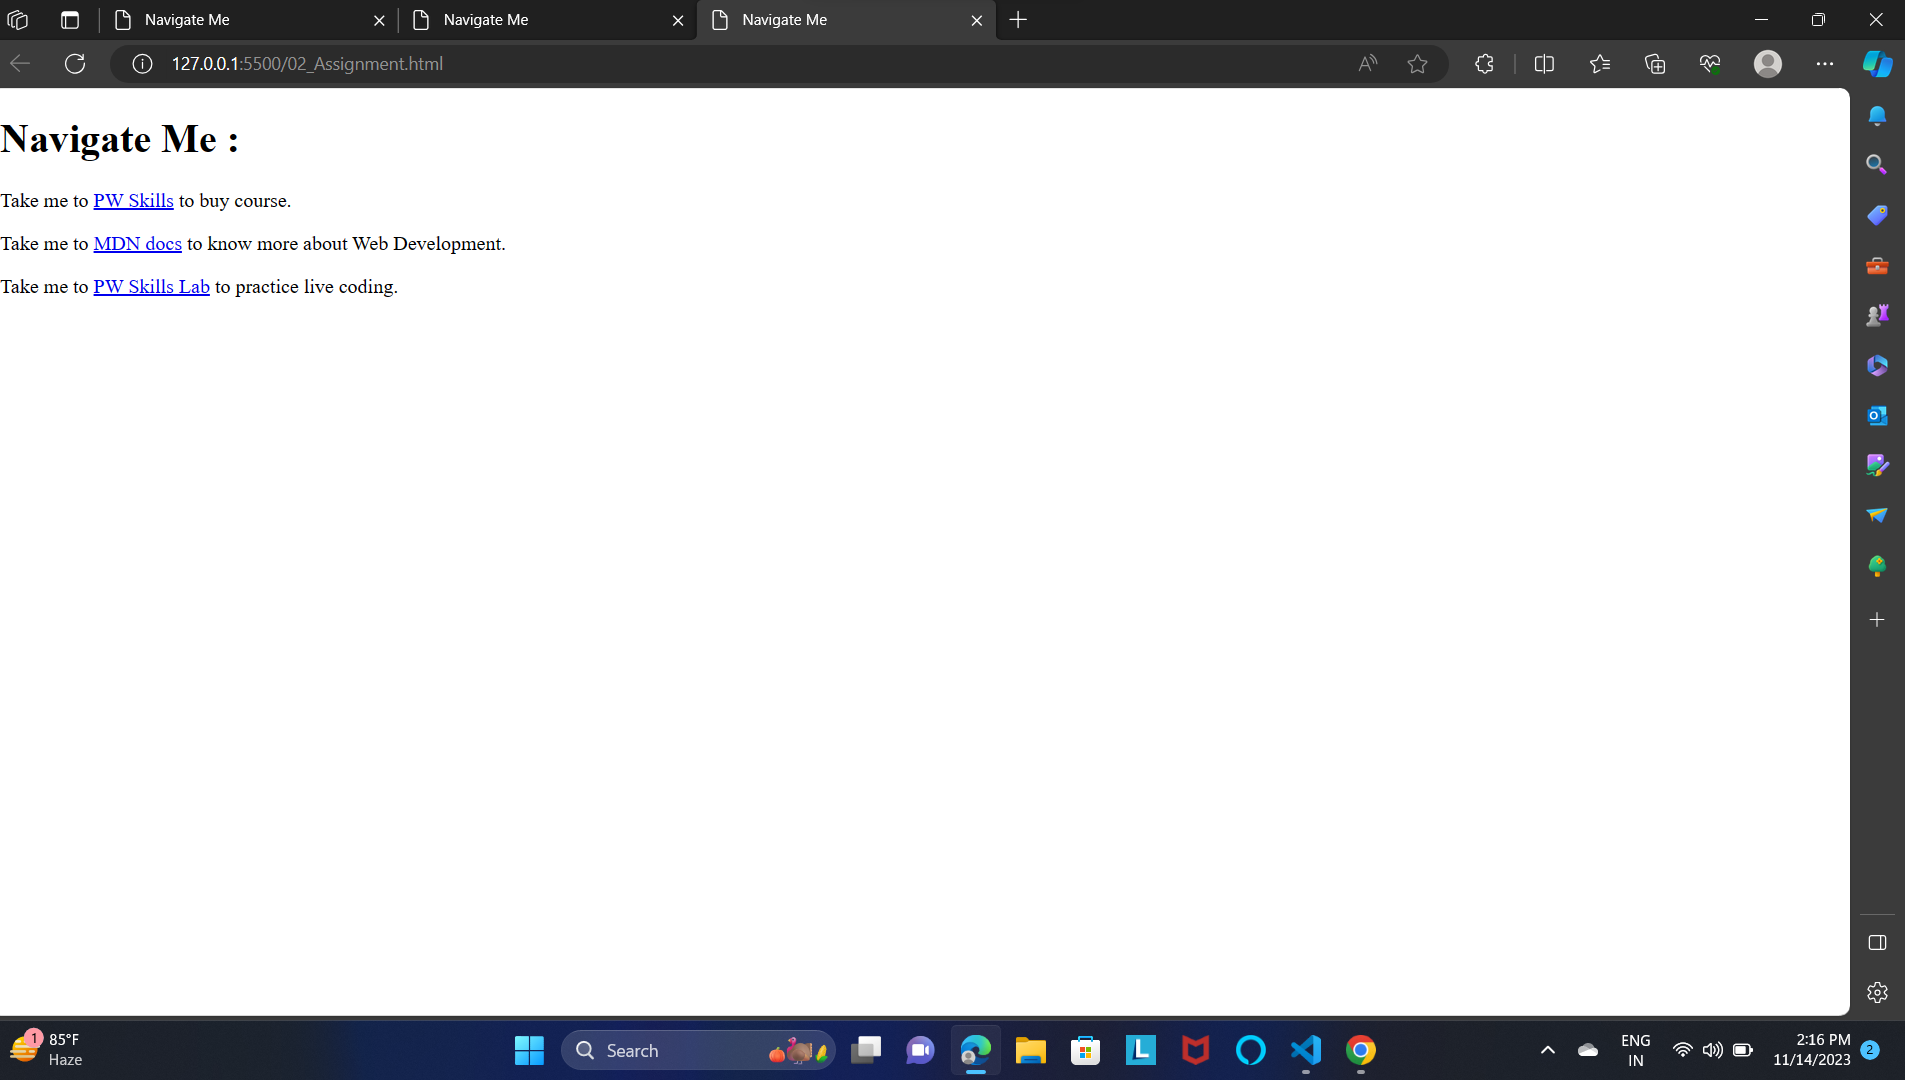 Navigate Me
Navigate Me
Navigate Me
127.0.0.1:5500/02_Assignment.html
Navigate Me :
Take me to PW Skills to buy course.
Take me to MDN docs to know more about Web Development.
Take me to PW Skills Lab to practice live coding.
1
85°F
Haze
Search
ENG
IN
2:16 PM
11/14/2023
2